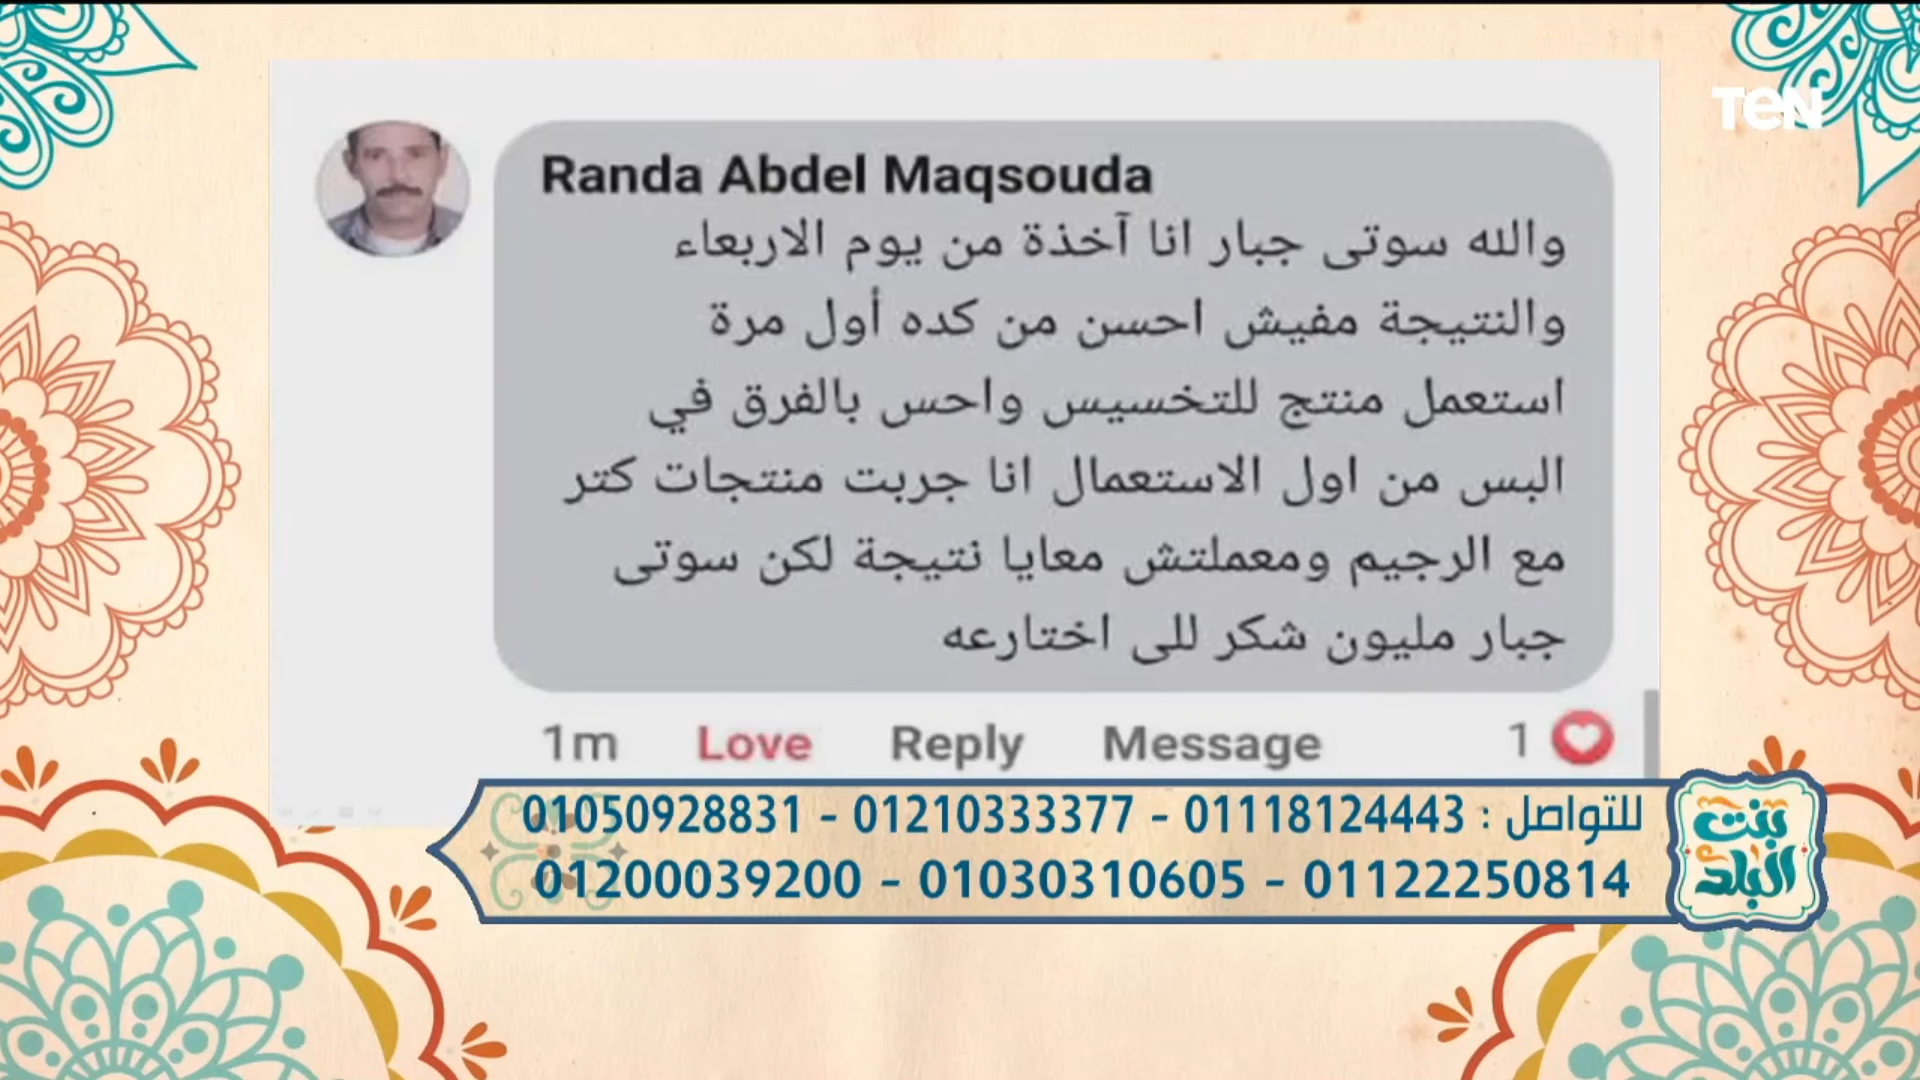 TeN
Randa Abdel Maqsouda
والله سوتى جبار انا آخذة من يوم الاربعاء
والنتيجة مفيش احسن من كده أول مرة
استعمل منتج للتخسيس واحس بالفرق في
البس من اول الاستعمال انا جربت منتجات كتر
مع الرجيم ومعملتش معايا نتيجة لكن سوتى
جبار مليون شكر للى اختارعه
1m Love Reply Message 1
للتواصل : 01118124443 - 01210333377 - 01050928831
01122250814 - 01030310605 - 01200039200
بنت
البلد